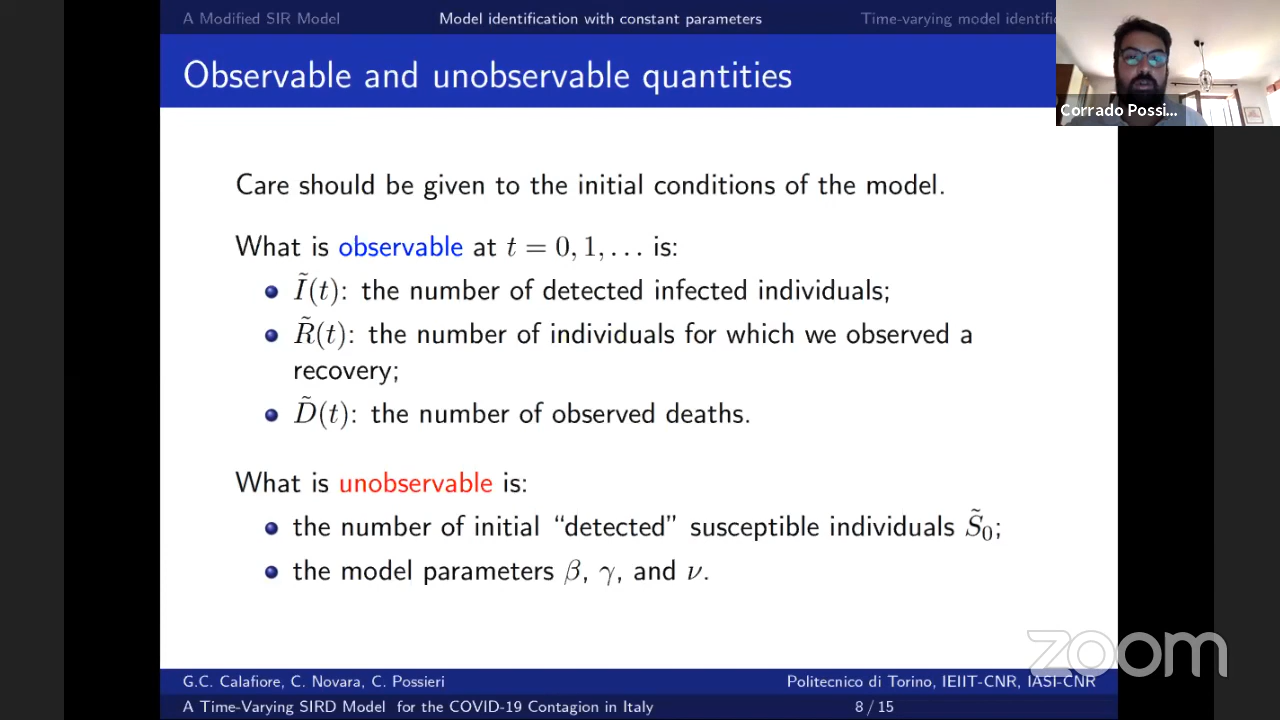 A Modified SIR Model
Model identification with constant parameters
Time-varying model identific
Observable and unobservable quantities
Corrado Possi...
Care should be given to the initial conditions of the model.
What is observable at t = 0, 1, . . . is:
Ĩ(t): the number of detected infected individuals;
R̃(t): the number of individuals for which we observed a
recovery;
D̃(t): the number of observed deaths.
What is unobservable is:
the number of initial “detected” susceptible individuals S̃₀;
the model parameters β, γ, and ν.
zoom
G.C. Calafiore, C. Novara, C. Possieri
Politecnico di Torino, IEIIT-CNR, IASI-CNR
A Time-Varying SIRD Model for the COVID-19 Contagion in Italy
8 / 15